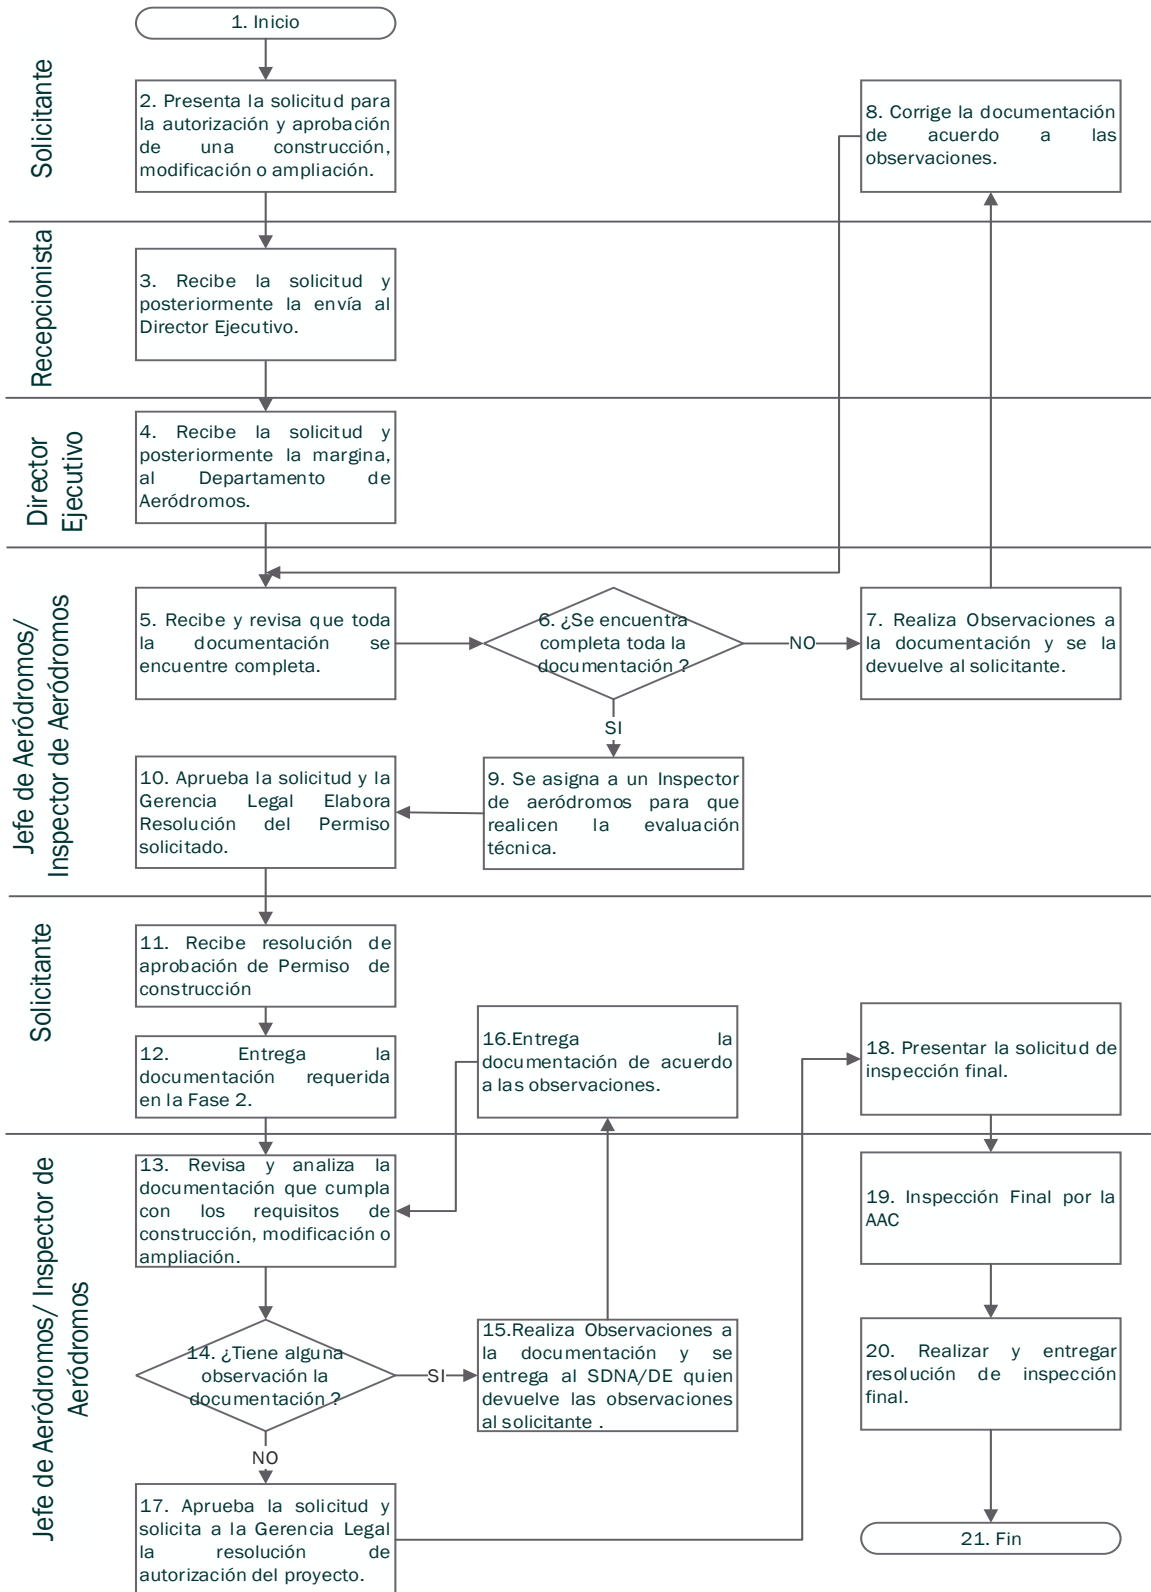 1. Inicio
Solicitante
2. Presenta la solicitud para
la autorización y aprobación
de una construcción,
modificación o ampliación.
8. Corrige la documentación
de acuerdo a las
observaciones.
Recepcionista
3. Recibe la solicitud y
posteriormente la envía al
Director Ejecutivo.
Director
Ejecutivo
4. Recibe la solicitud y
posteriormente la margina,
al Departamento de
Aeródromos.
Jefe de Aeródromos/
Inspector de Aeródromos
5. Recibe y revisa que toda
la documentación se
encuentre completa.
6. ¿Se encuentra
completa toda la
documentación ?
NO
7. Realiza Observaciones a
la documentación y se la
devuelve al solicitante.
SI
10. Aprueba la solicitud y la
Gerencia Legal Elabora
Resolución del Permiso
solicitado.
9. Se asigna a un Inspector
de aeródromos para que
realicen la evaluación
técnica.
Solicitante
11. Recibe resolución de
aprobación de Permiso de
construcción
12. Entrega la
documentación requerida
en la Fase 2.
16.Entrega la
documentación de acuerdo
a las observaciones.
18. Presentar la solicitud de
inspección final.
Jefe de Aeródromos/ Inspector de
Aeródromos
13. Revisa y analiza la
documentación que cumpla
con los requisitos de
construcción, modificación o
ampliación.
19. Inspección Final por la
AAC
14. ¿Tiene alguna
observación la
documentación ?
SI
15.Realiza Observaciones a
la documentación y se
entrega al SDNA/DE quien
devuelve las observaciones
al solicitante .
20. Realizar y entregar
resolución de inspección
final.
NO
17. Aprueba la solicitud y
solicita a la Gerencia Legal
la resolución de
autorización del proyecto.
21. Fin